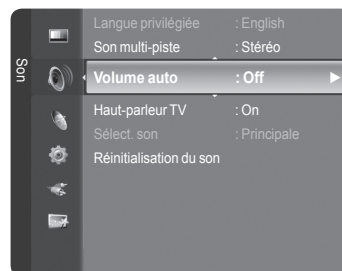 Son
Langue privilégiée : English
Son multi-piste : Stéréo
Volume auto : Off
Haut-parleur TV : On
Sélect. son : Principale
Réinitialisation du son